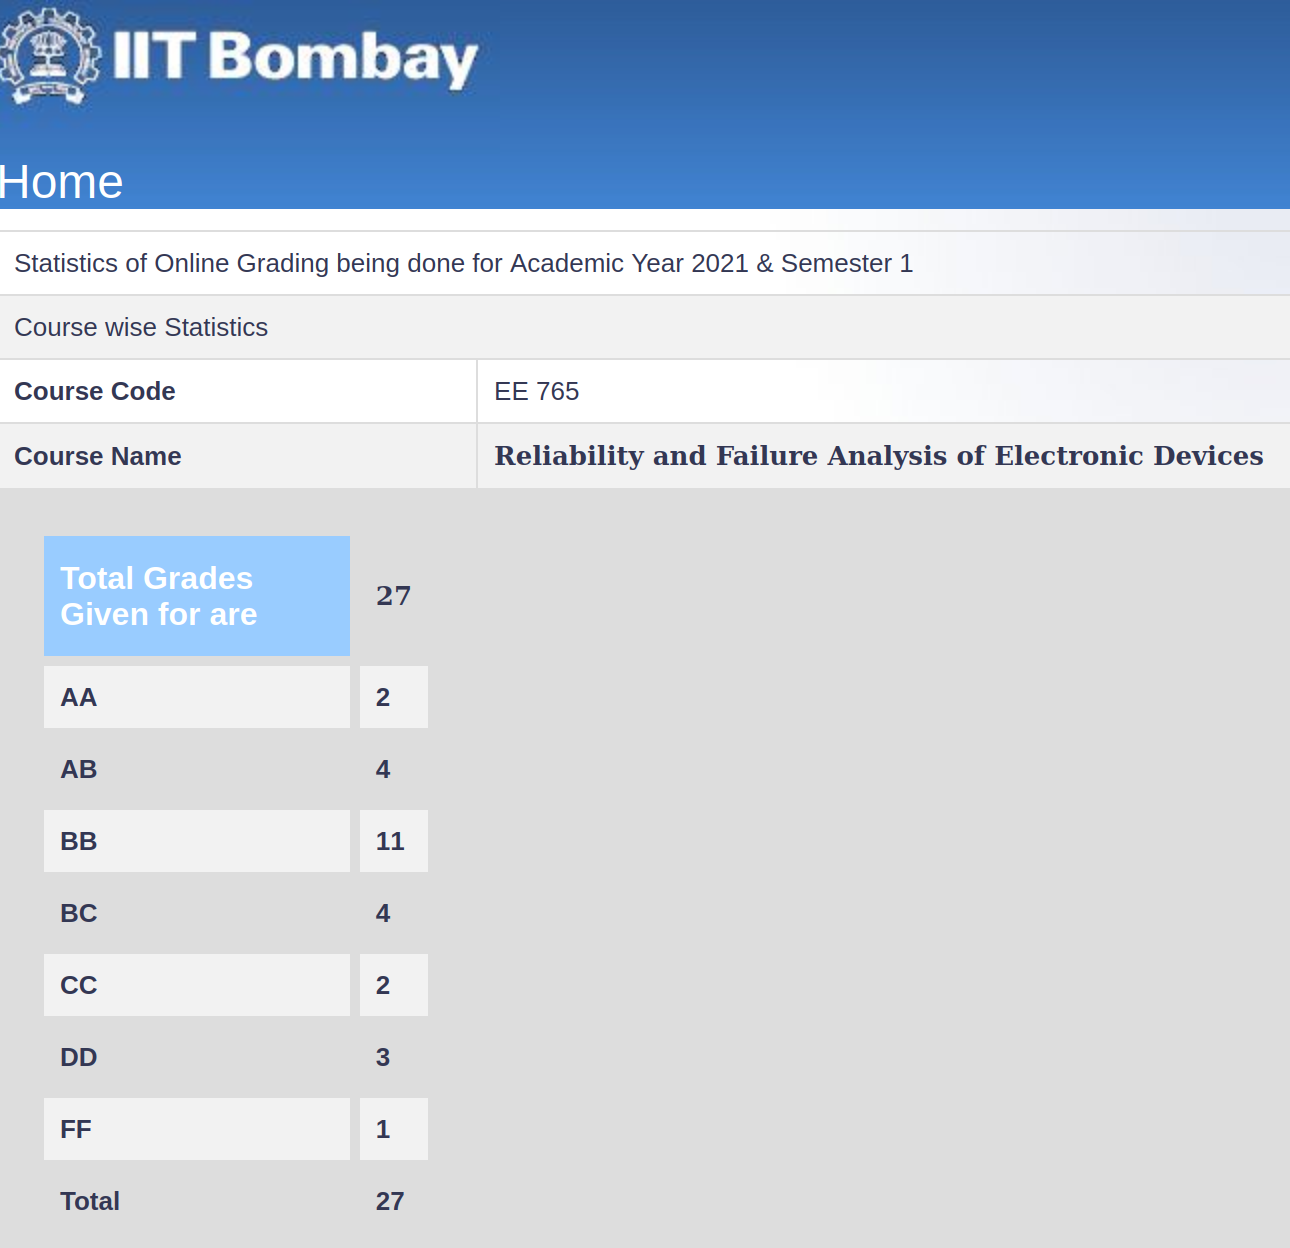 IIT Bombay
Home
Statistics of Online Grading being done for Academic Year 2021 & Semester 1
Course wise Statistics
Course Code EE 765
Course Name Reliability and Failure Analysis of Electronic Devices
Total Grades
Given for are 27
AA 2
AB 4
BB 11
BC 4
CC 2
DD 3
FF 1
Total 27